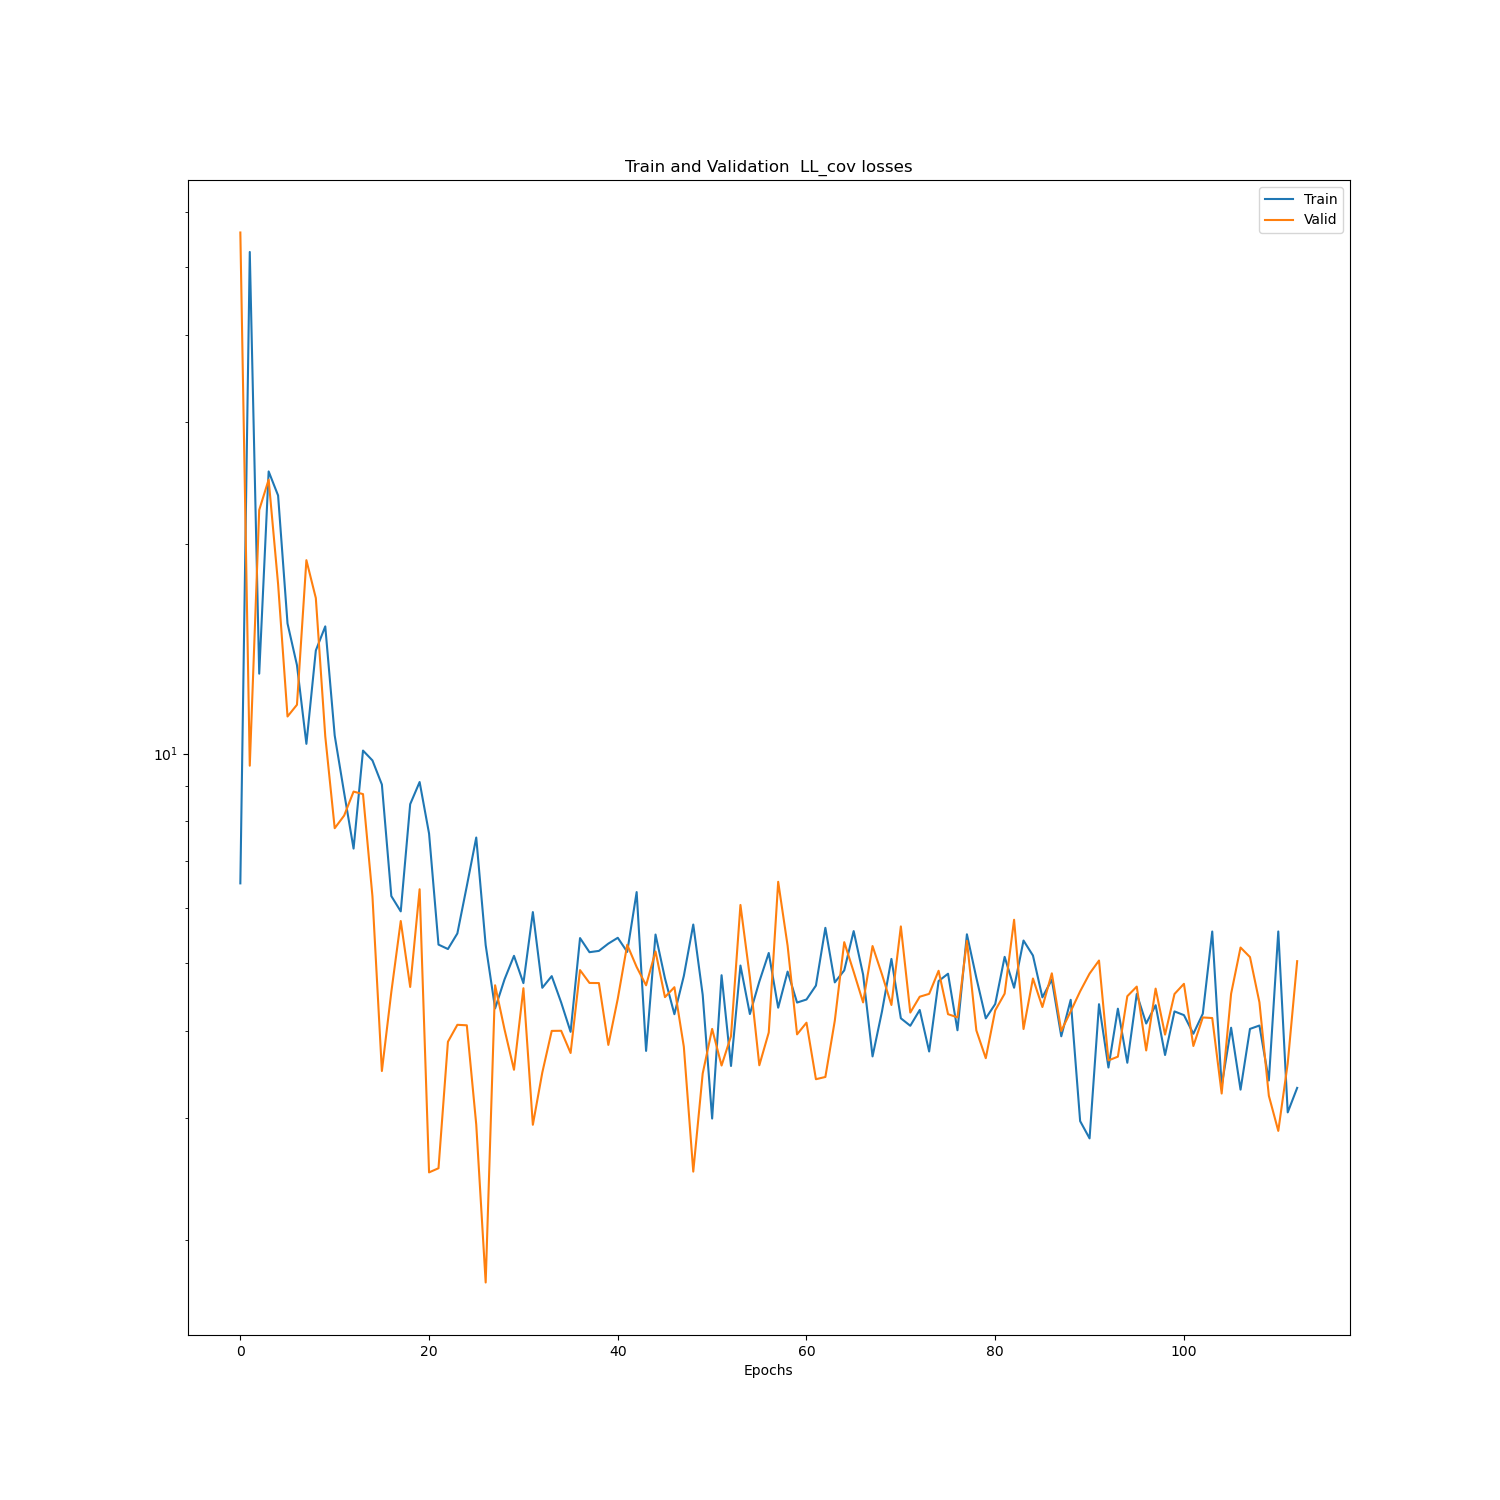 Train and Validation  LL_cov losses
Train
Valid
10¹
0 20 40 60 80 100
Epochs